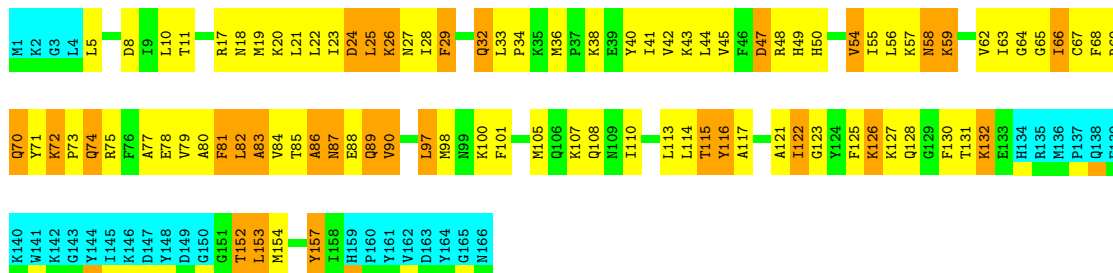 M1 K2 G3 L4 L5 D8 I9 L10 T11 R17 N18 M19 K20 L21 L22 I23 D24 L25 K26 N27 I28 F29 Q32 L33 P34 K35 M36 P37 K38 E39 Y40 I41 V42 K43 L44 V45 F46 D47 R48 H49 H50 V54 I55 L56 K57 N58 K59 V62 I63 G64 G65 I66 C67 F68
Q70 Y71 K72 P73 Q74 R75 F76 A77 E78 V79 A80 F81 L82 A83 V84 T85 A86 N87 E88 Q89 V90 L97 M98 N99 K100 F101 M105 Q106 K107 Q108 N109 I110 L113 L114 T115 Y116 A117 A121 I122 G123 Y124 F125 K126 K127 Q128 G129 F130 T131 K132 E133 H134 R135 M136 P137 Q138
K140 W141 K142 G143 Y144 I145 K146 D147 Y148 D149 G150 G151 T152 L153 M154 Y157 I158 H159 P160 Y161 V162 D163 Y164 G165 N166